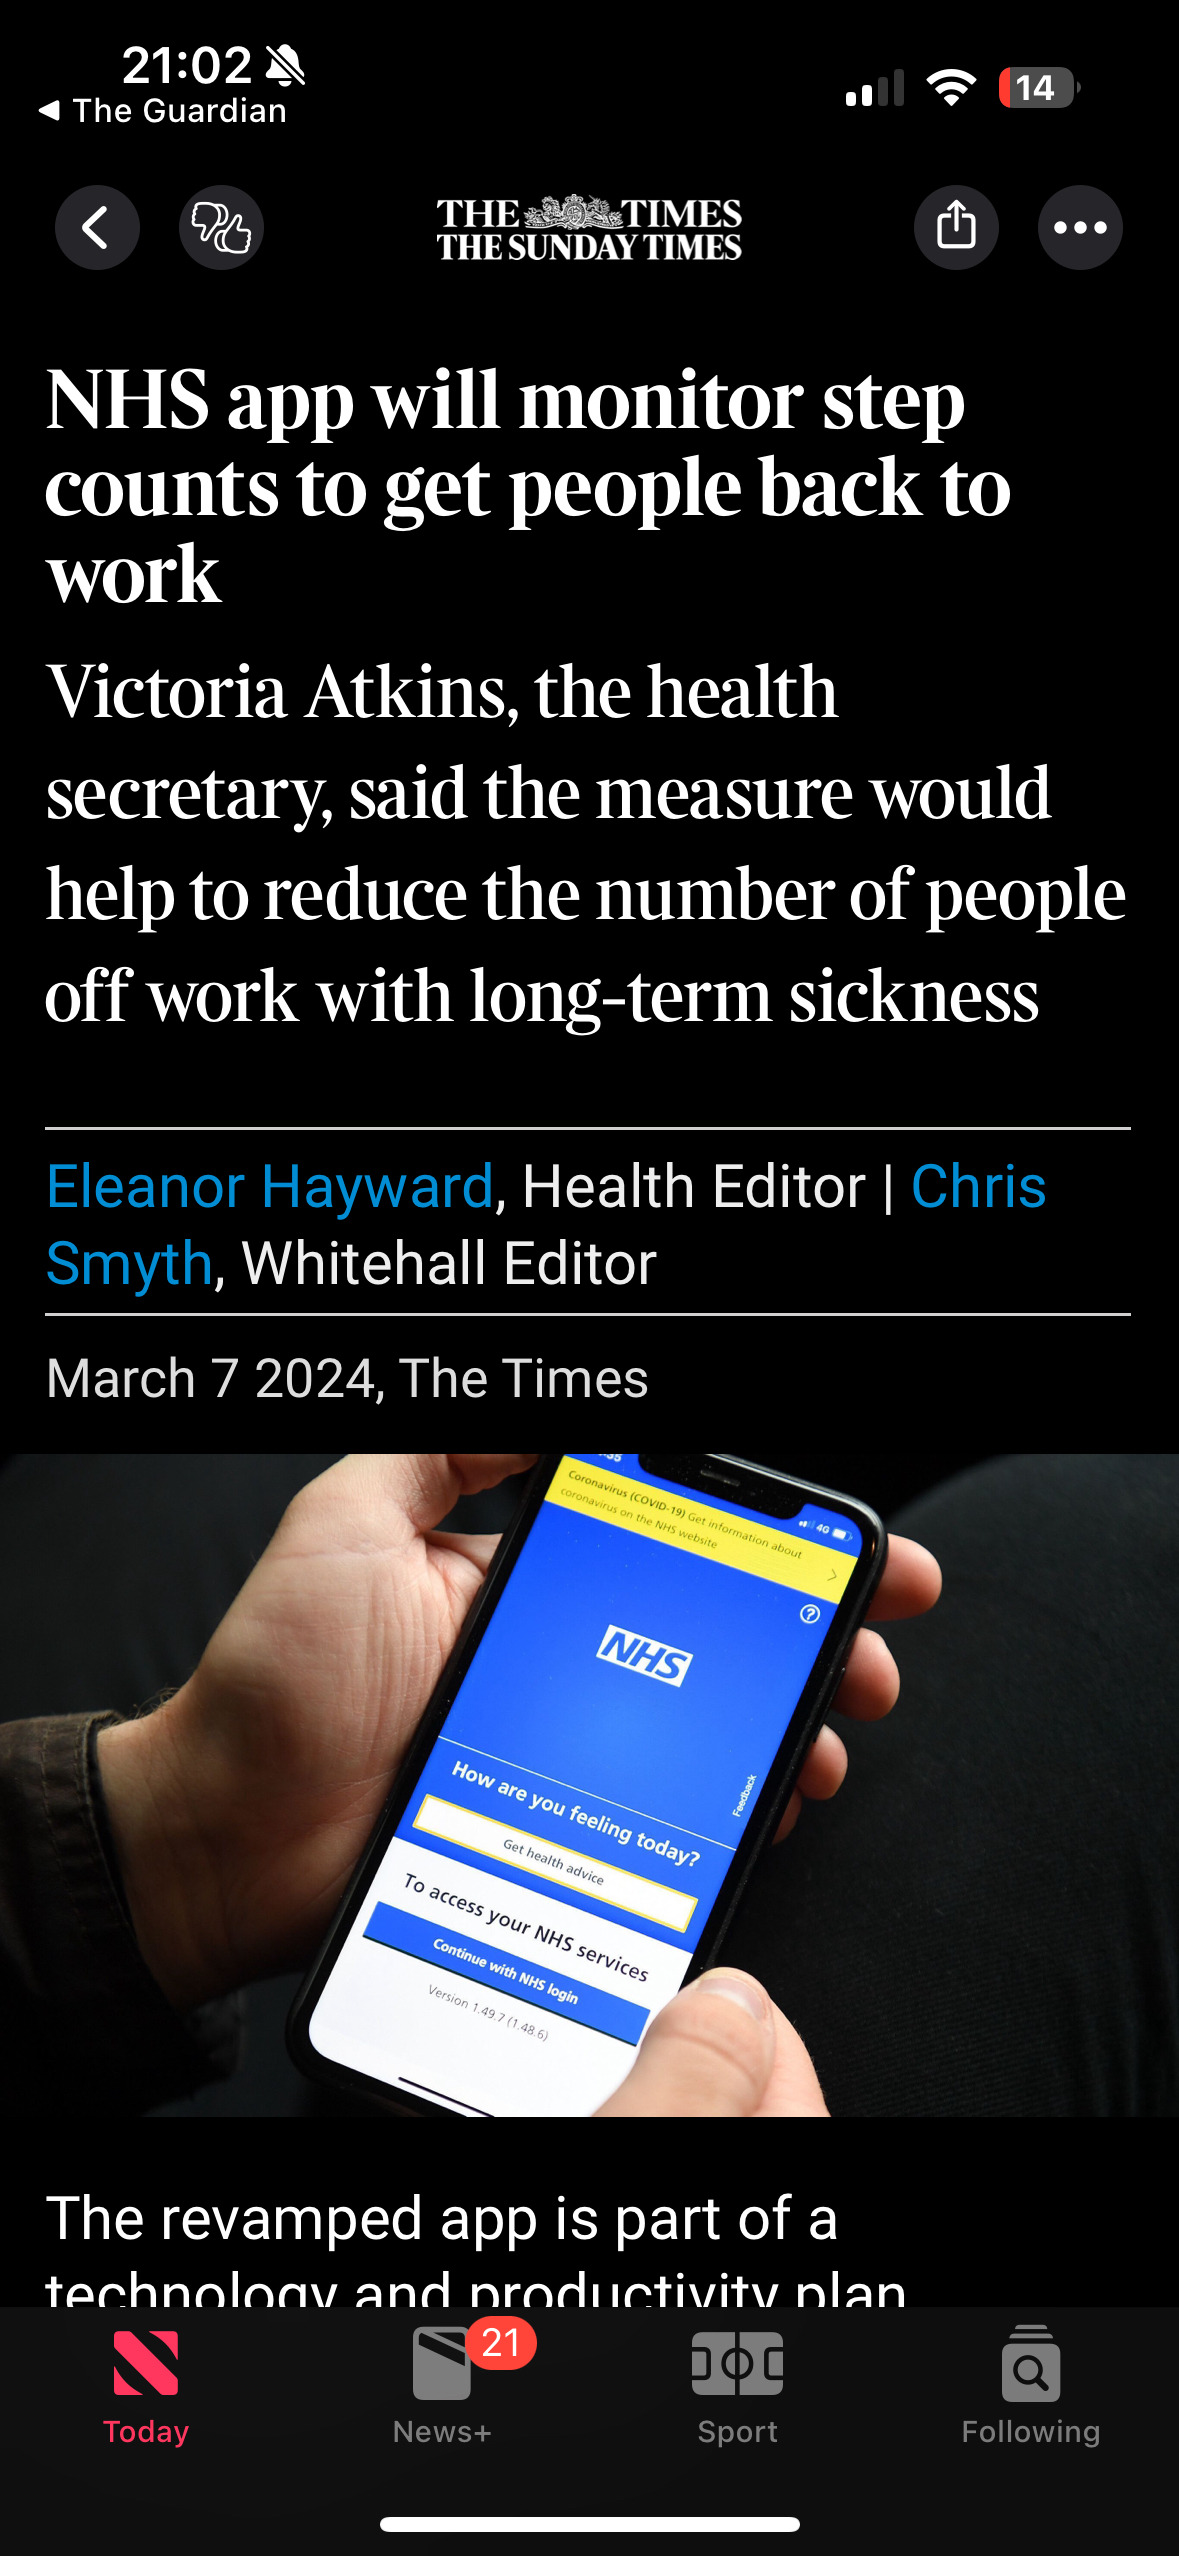 21:02
The Guardian
14
THE TIMES
THE SUNDAY TIMES
NHS app will monitor step
counts to get people back to
work
Victoria Atkins, the health
secretary, said the measure would
help to reduce the number of people
off work with long-term sickness
Eleanor Hayward, Health Editor | Chris
Smyth, Whitehall Editor
March 7 2024, The Times
Coronavirus (COVID-19) Get information about
coronavirus on the NHS website
4G
?
NHS
How are you feeling today?
Feedback
Get health advice
To access your NHS services
Continue with NHS login
Version 1.49.7 (1.48.6)
The revamped app is part of a
technology and productivity plan
21
Today
News+
Sport
Following